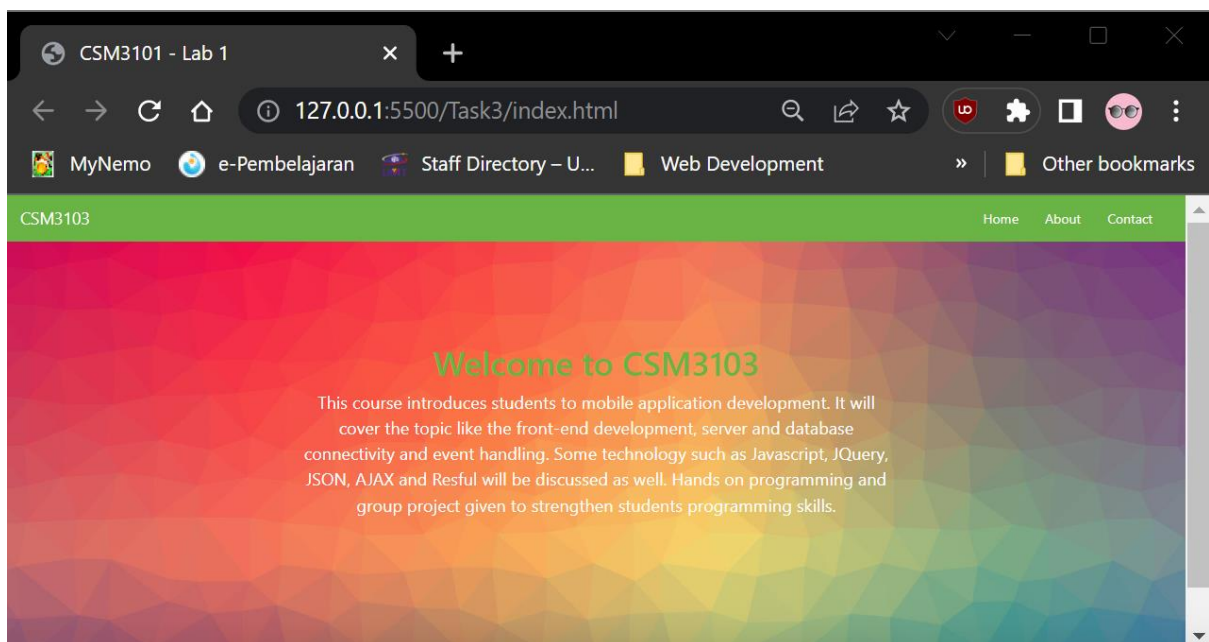 CSM3101 - Lab 1
127.0.0.1:5500/Task3/index.html
MyNemo e-Pembelajaran Staff Directory – U... Web Development » Other bookmarks
CSM3103 Home About Contact
Welcome to CSM3103
This course introduces students to mobile application development. It will
cover the topic like the front-end development, server and database
connectivity and event handling. Some technology such as Javascript, JQuery,
JSON, AJAX and Resful will be discussed as well. Hands on programming and
group project given to strengthen students programming skills.